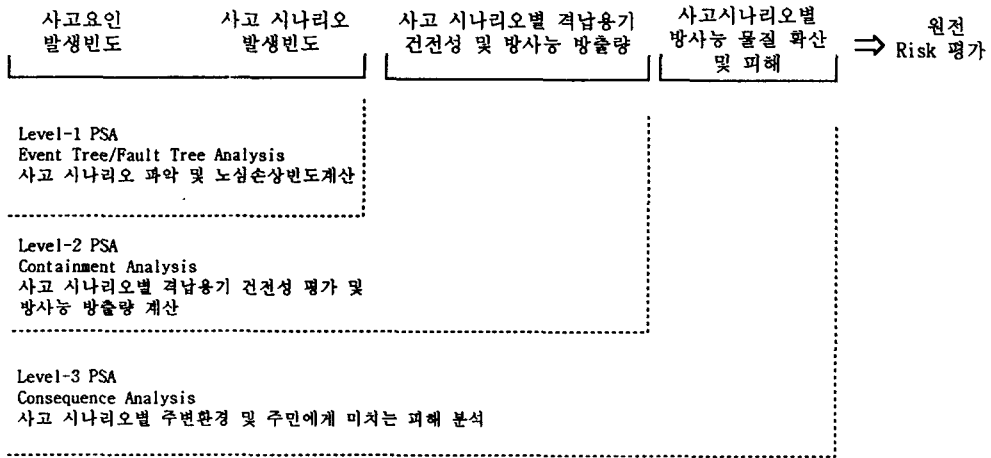 사고요인
발생빈도
사고 시나리오
발생빈도
사고 시나리오별 격납용기
건전성 및 방사능 방출량
사고시나리오별
방사능 물질 확산
및 피해
⇒ 원전
Risk 평가
Level-1 PSA
Event Tree/Fault Tree Analysis
사고 시나리오 파악 및 노심손상빈도계산
Level-2 PSA
Containment Analysis
사고 시나리오별 격납용기 건전성 평가 및
방사능 방출량 계산
Level-3 PSA
Consequence Analysis
사고 시나리오별 주변환경 및 주민에게 미치는 피해 분석